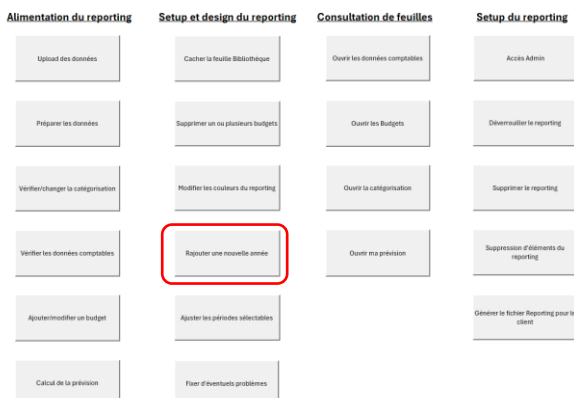 Alimentation du reporting
Upload des données
Préparer les données
Vérifier/changer la catégorisation
Vérifier les données comptables
Ajouter/modifier un budget
Calcul de la prévision
Setup et design du reporting
Cacher la feuille Bibliothèque
Supprimer un ou plusieurs budgets
Modifier les couleurs du reporting
Rajouter une nouvelle année
Ajuster les périodes sélectables
Fixer d'éventuels problèmes
Consultation de feuilles
Ouvrir les données comptables
Ouvrir les Budgets
Ouvrir la catégorisation
Ouvrir ma prévision
Setup du reporting
Accès Admin
Déverrouiller le reporting
Supprimer le reporting
Suppression d'éléments du
reporting
Générer le fichier Reporting pour le
client